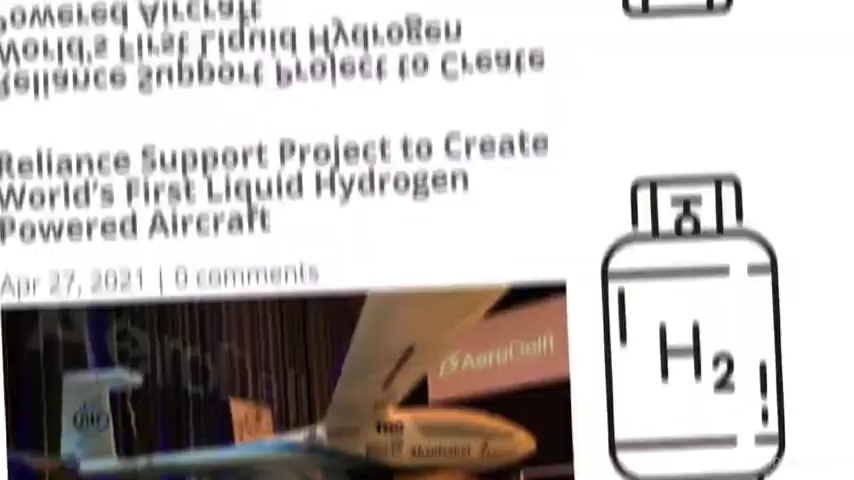 Reliance Support Project to Create
World's First Liquid Hydrogen
Powered Aircraft
Reliance Support Project to Create
World's First Liquid Hydrogen
Powered Aircraft
Apr 27, 2021 | 0 comments
AeroDelft
H2